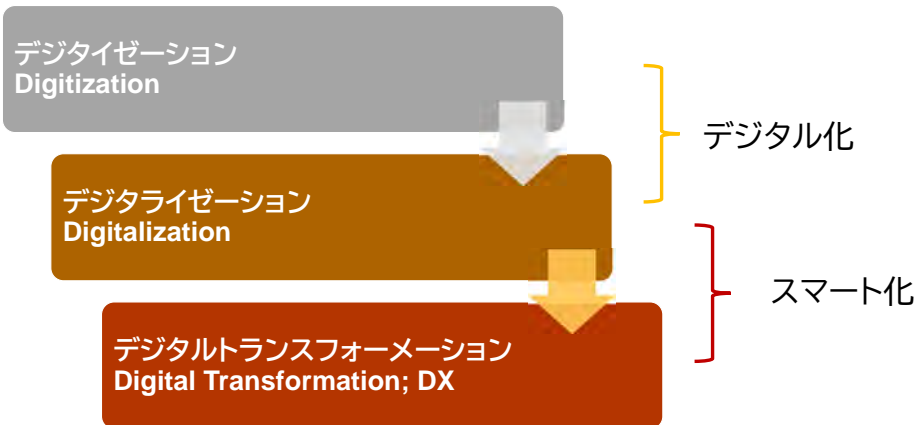 デジタイゼーション
Digitization
デジタル化
デジタライゼーション
Digitalization
スマート化
デジタルトランスフォーメーション
Digital Transformation; DX